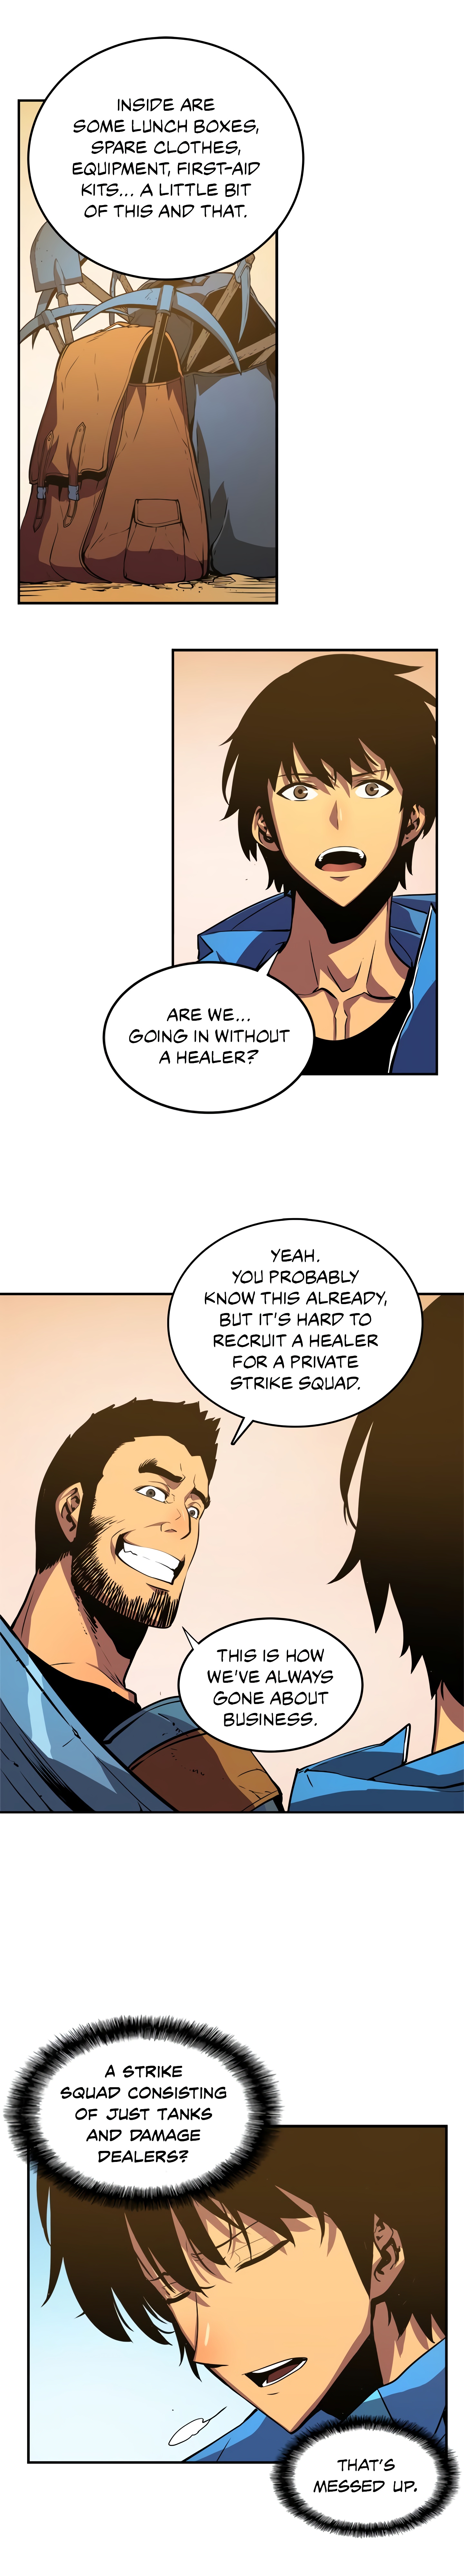 INSIDE ARE
SOME LUNCH BOXES,
SPARE CLOTHES,
EQUIPMENT, FIRST-AID
KITS... A LITTLE BIT
OF THIS AND THAT.
ARE WE...
GOING IN WITHOUT
A HEALER?
YEAH.
YOU PROBABLY
KNOW THIS ALREADY,
BUT IT'S HARD TO
RECRUIT A HEALER
FOR A PRIVATE
STRIKE SQUAD.
THIS IS HOW
WE'VE ALWAYS
GONE ABOUT
BUSINESS.
A STRIKE
SQUAD CONSISTING
OF JUST TANKS
AND DAMAGE
DEALERS?
THAT'S
MESSED UP.